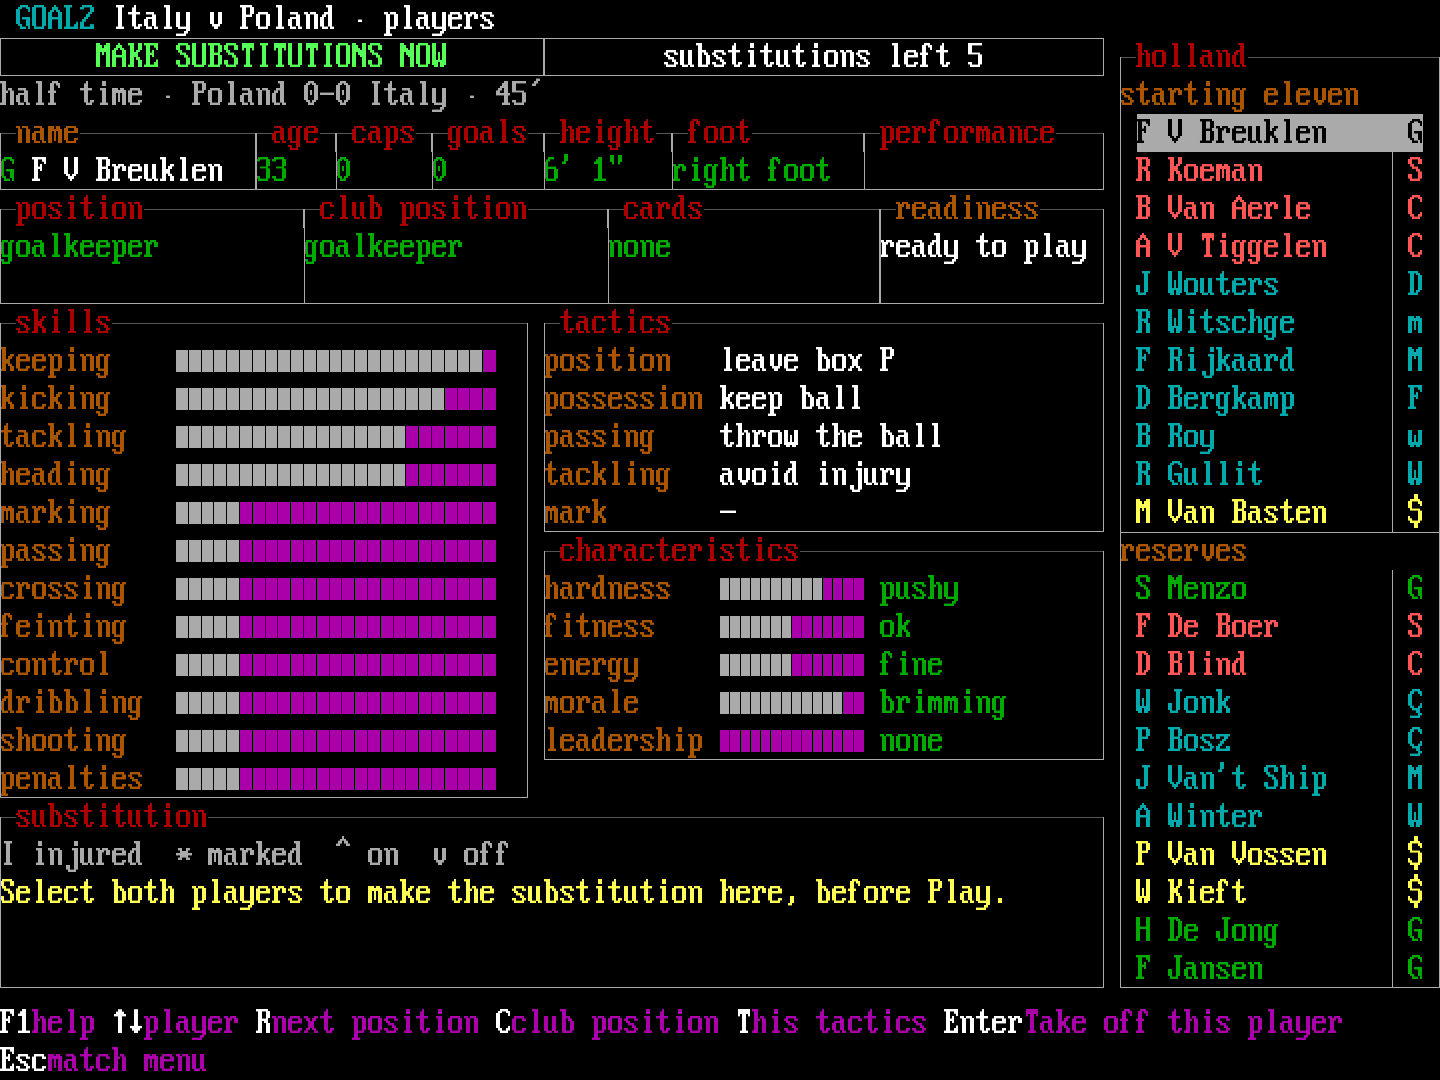 GOAL2 Italy v Poland · players
MAKE SUBSTITUTIONS NOW
substitutions left 5
half time · Poland 0–0 Italy · 45´
name age caps goals height foot performance
G F V Breuklen 33 0 0 6' 1" right foot
position club position cards readiness
goalkeeper goalkeeper none ready to play
skills
keeping
kicking
tackling
heading
marking
passing
crossing
feinting
control
dribbling
shooting
penalties
tactics
position leave box P
possession keep ball
passing throw the ball
tackling avoid injury
mark –
characteristics
hardness pushy
fitness ok
energy fine
morale brimming
leadership none
substitution
I injured * marked ^ on v off
Select both players to make the substitution here, before Play.
holland
starting eleven
F V Breuklen G
R Koeman S
B Van Aerle C
A V Tiggelen C
J Wouters D
R Witschge m
F Rijkaard M
D Bergkamp F
B Roy w
R Gullit W
M Van Basten $
reserves
S Menzo G
F De Boer S
D Blind C
W Jonk Ç
P Bosz Ç
J Van't Ship M
A Winter W
P Van Vossen $
W Kieft $
H De Jong G
F Jansen G
F1help ↑↓player Rnext position Cclub position This tactics EnterTake off this player
Escmatch menu